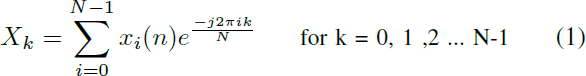 X_k = \sum_{i=0}^{N-1} x_i(n) e^{\frac{-j2\pi ik}{N}} for k = 0, 1 ,2 ... N-1 (1)